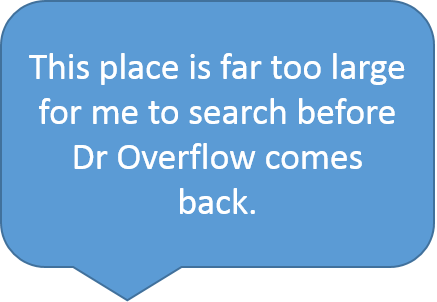 This place is far too large
for me to search before
Dr Overflow comes
back.